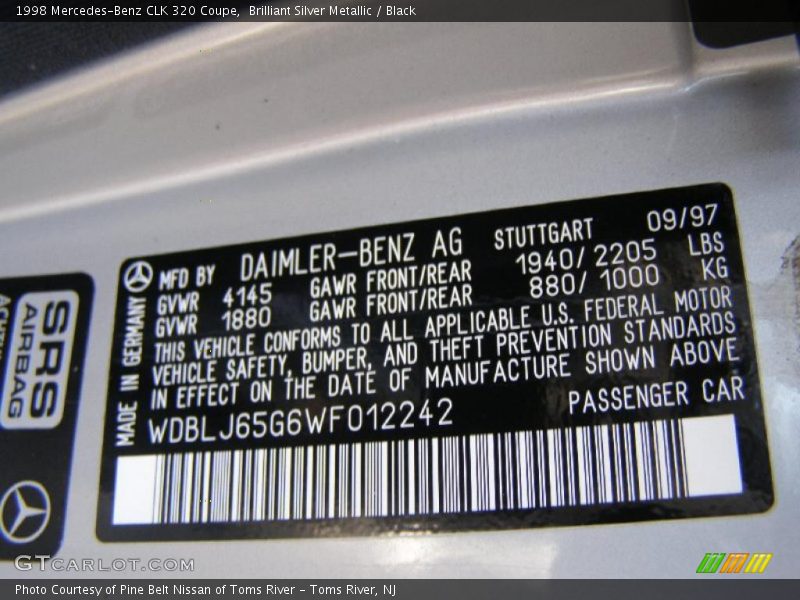 1998 Mercedes-Benz CLK 320 Coupe,  Brilliant Silver Metallic / Black
MFD BY DAIMLER-BENZ AG STUTTGART 09/97
GVWR 4145 GAWR FRONT/REAR 1940/2205 LBS
GVWR 1880 GAWR FRONT/REAR 880/1000 KG
THIS VEHICLE CONFORMS TO ALL APPLICABLE U.S. FEDERAL MOTOR
VEHICLE SAFETY, BUMPER, AND THEFT PREVENTION STANDARDS
IN EFFECT ON THE DATE OF MANUFACTURE SHOWN ABOVE
WDBLJ65G6WF012242 PASSENGER CAR
MADE IN GERMANY
SRS
AIRBAG
GTCARLOT.COM
Photo Courtesy of Pine Belt Nissan of Toms River - Toms River, NJ